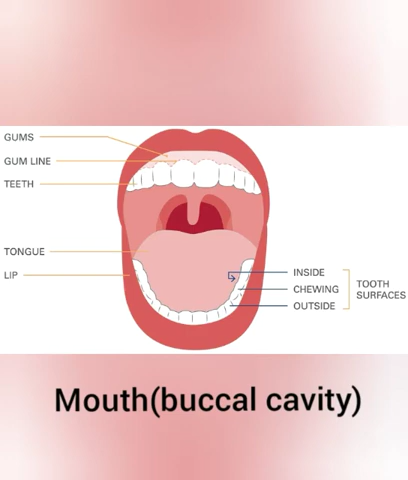 GUMS
GUM LINE
TEETH
TONGUE
LIP
INSIDE
CHEWING
OUTSIDE
TOOTH
SURFACES
Mouth(buccal cavity)